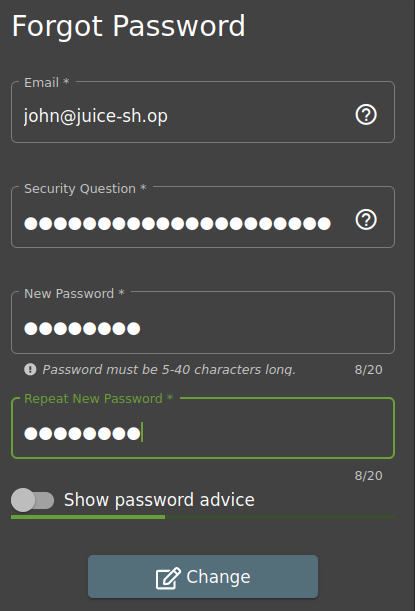 Forgot Password
Email *
john@juice-sh.op
Security Question *
●●●●●●●●●●●●●●●●●●●●●
New Password *
●●●●●●●●
Password must be 5-40 characters long.
8/20
Repeat New Password *
●●●●●●●●
8/20
Show password advice
Change